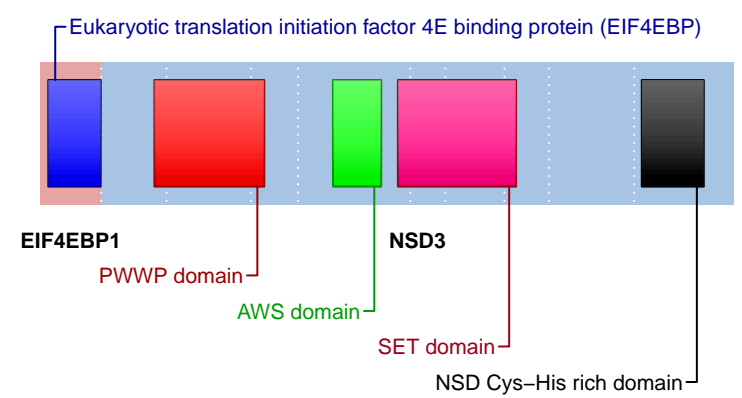 Eukaryotic translation initiation factor 4E binding protein (EIF4EBP)
EIF4EBP1
NSD3
PWWP domain
AWS domain
SET domain
NSD Cys−His rich domain